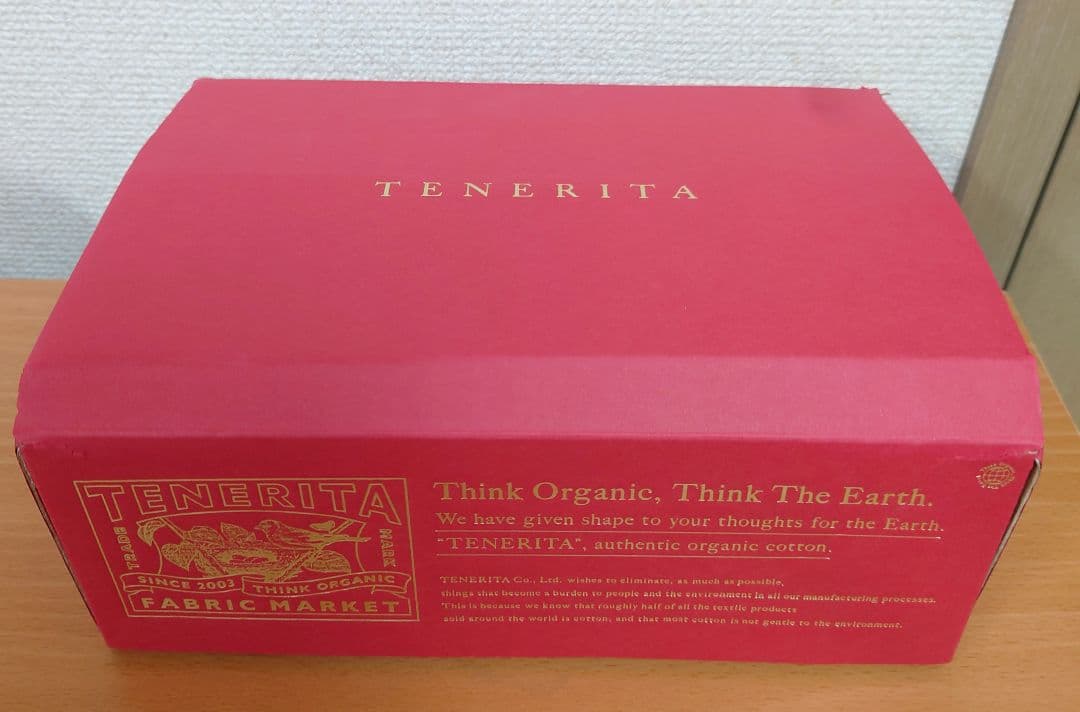 TENERITA
TENERITA
TRADE
MARK
SINCE 2003
THINK ORGANIC
FABRIC MARKET
Think Organic, Think The Earth.
We have given shape to your thoughts for the Earth.
"TENERITA", authentic organic cotton.
TENERITA Co., Ltd. wishes to eliminate, as much as possible,
things that become a burden to people and the environment in all our manufacturing processes.
This is because we know that roughly half of all the textile products
sold around the world is cotton, and that most cotton is not gentle to the environment.